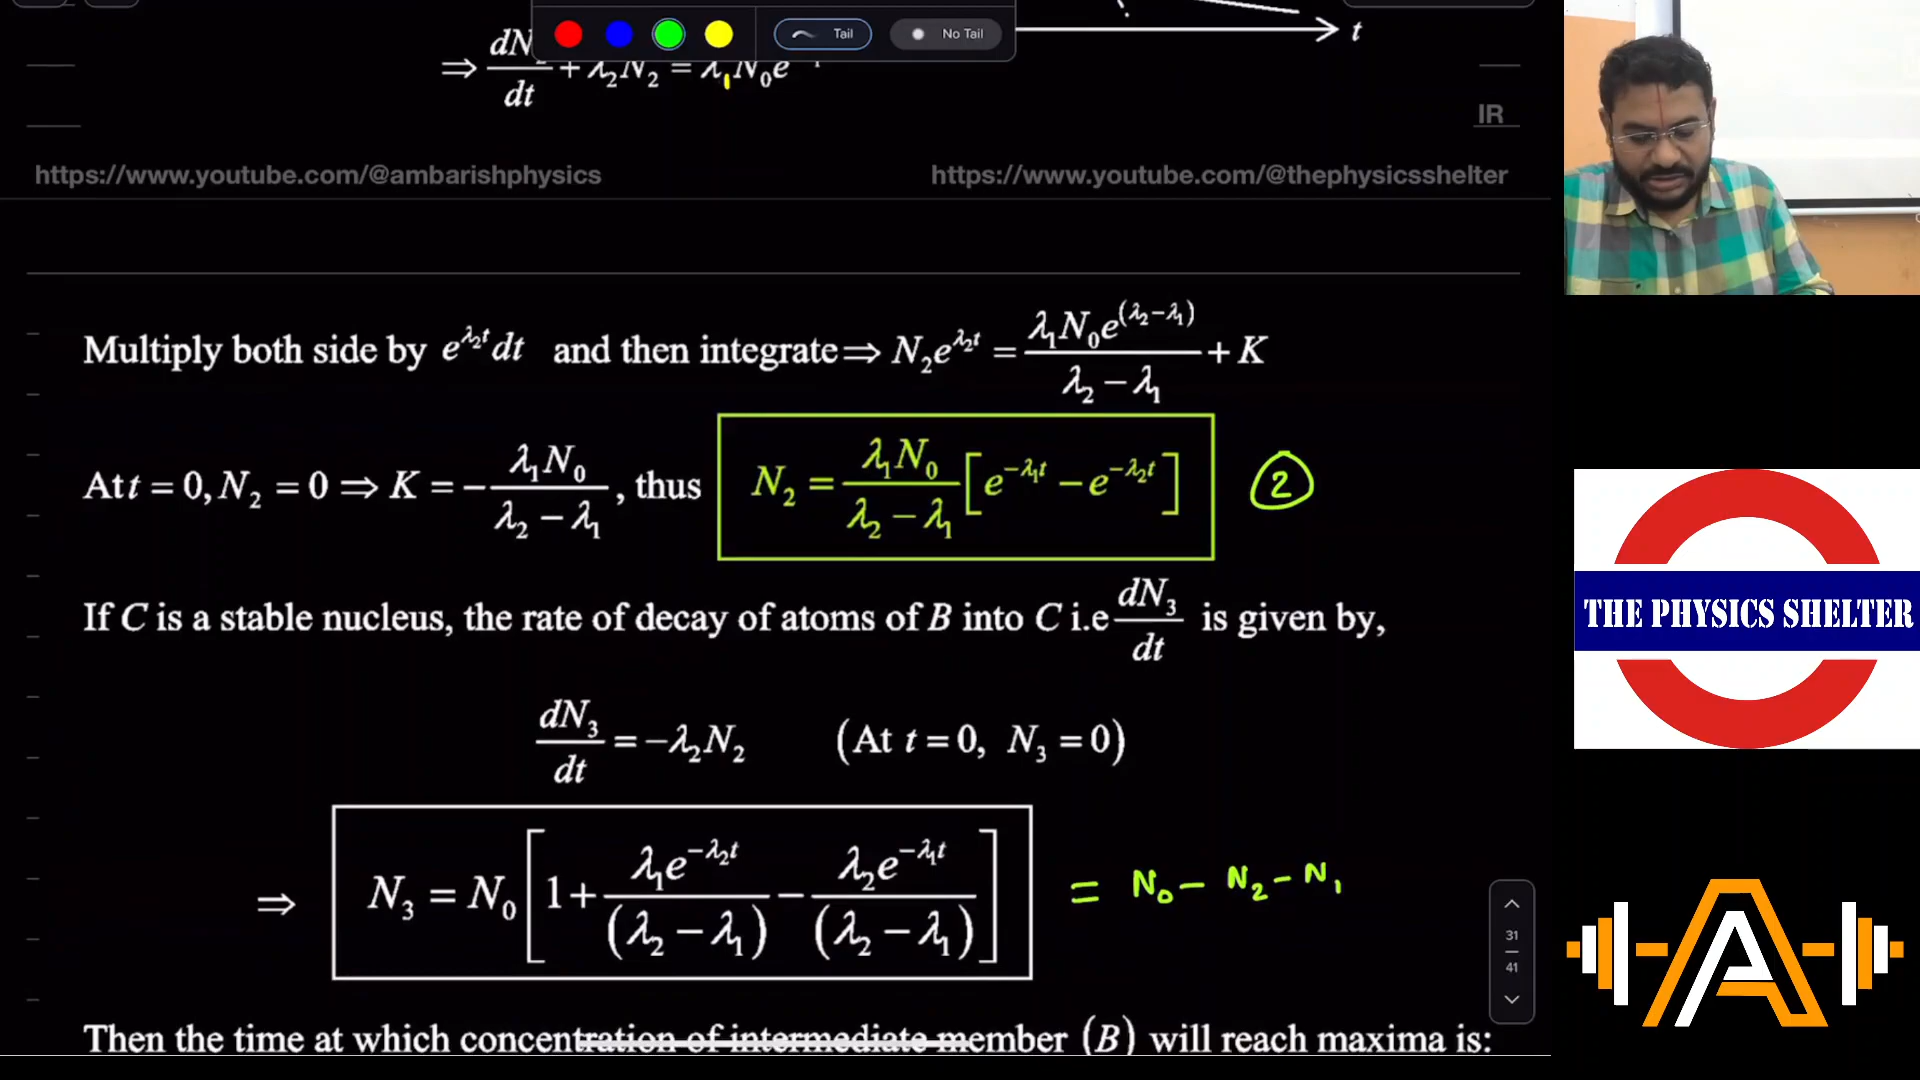 Tail
No Tail
t
⇒ dN/dt + λ₂N₂ = λ₁N₀e
IR
https://www.youtube.com/@ambarishphysics
https://www.youtube.com/@thephysicsshelter
Multiply both side by e^{λ₂t}dt and then integrate⇒ N₂e^{λ₂t} = λ₁N₀e^{(λ₂−λ₁)}/(λ₂ − λ₁) + K
At t = 0, N₂ = 0 ⇒ K = − λ₁N₀/(λ₂ − λ₁), thus N₂ = λ₁N₀/(λ₂ − λ₁) [e^{−λ₁t} − e^{−λ₂t}] ②
If C is a stable nucleus, the rate of decay of atoms of B into C i.e dN₃/dt is given by,
dN₃/dt = −λ₂N₂ (At t = 0, N₃ = 0)
⇒ N₃ = N₀ [1 + λ₁e^{−λ₂t}/(λ₂ − λ₁) − λ₂e^{−λ₁t}/(λ₂ − λ₁)] = N₀ − N₂ − N₁
Then the time at which concentration of intermediate member (B) will reach maxima is:
31
41
THE PHYSICS SHELTER
A